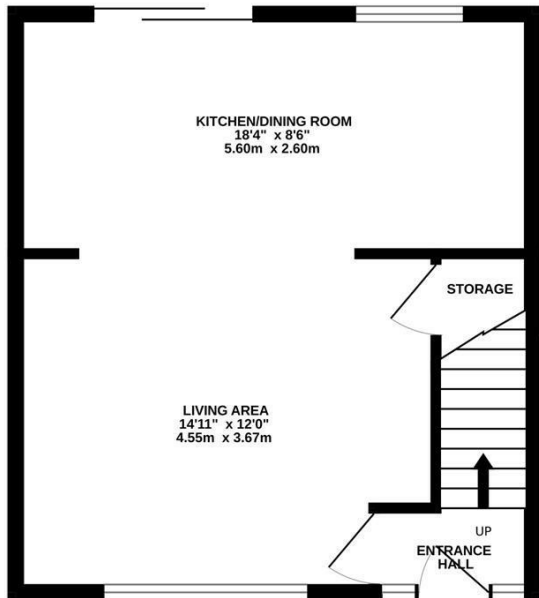 KITCHEN/DINING ROOM
18'4" x 8'6"
5.60m x 2.60m
STORAGE
LIVING AREA
14'11" x 12'0"
4.55m x 3.67m
UP
ENTRANCE
HALL